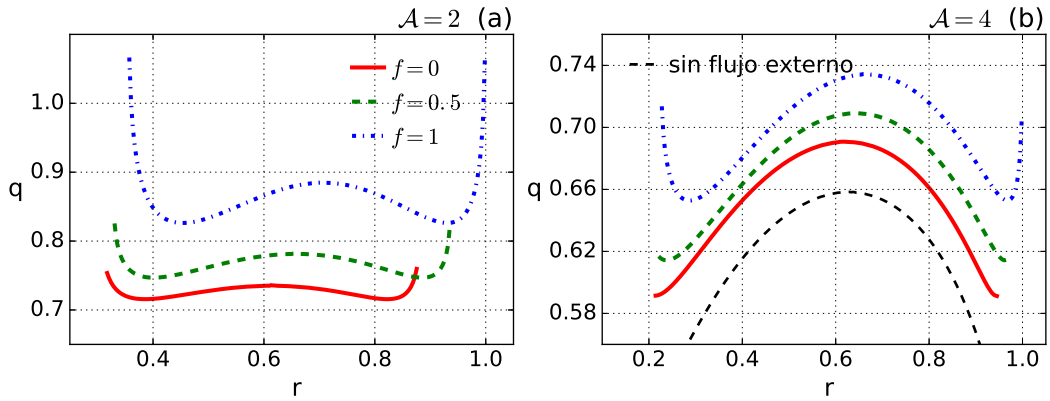 𝒜 = 2 (a)
f = 0
f = 0.5
f = 1
q
1.0
0.9
0.8
0.7
0.4 0.6 0.8 1.0
r
𝒜 = 4 (b)
sin flujo externo
q
0.74
0.70
0.66
0.62
0.58
0.2 0.4 0.6 0.8 1.0
r